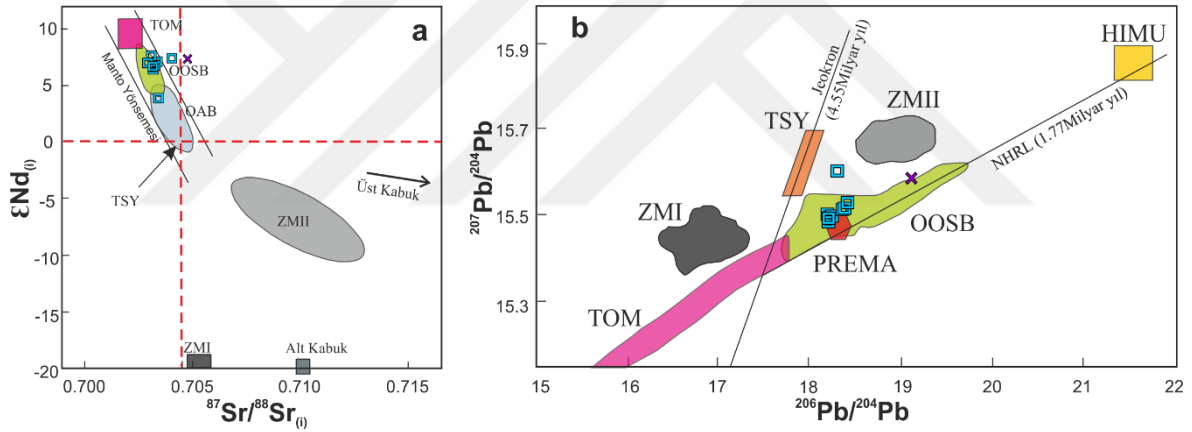 a
10
5
0
-5
-10
-15
-20
0.700
0.705
0.710
0.715
εNd(i)
87Sr/88Sr(i)
TOM
OOSB
OAB
Manto Yönsemesi
TSY
ZMII
Üst Kabuk
ZMI
Alt Kabuk
b
15.9
15.7
15.5
15.3
15
16
17
18
19
20
21
22
207Pb/204Pb
206Pb/204Pb
HIMU
Jeokron
(4.55Milyar yıl)
TSY
ZMII
NHRL (1.77Milyar yıl)
ZMI
OOSB
PREMA
TOM